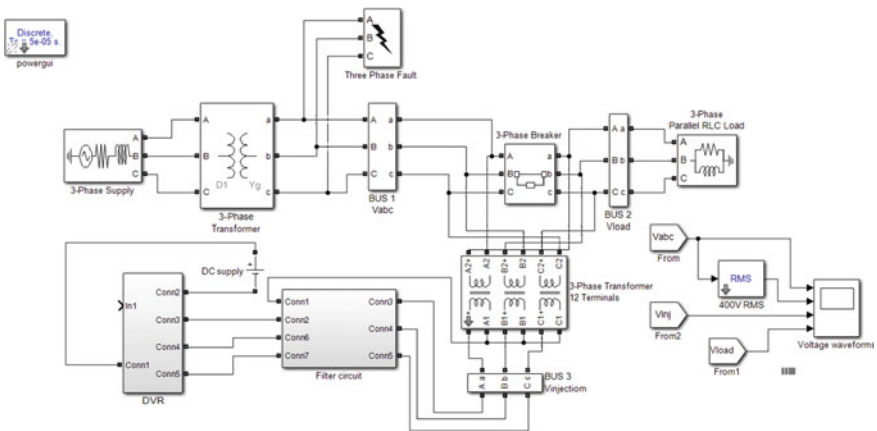 Discrete,
Ts = 5e-05 s.
powergui
A
B
C
Three Phase Fault
A
B
C
3-Phase Supply
A
B
C
a
b
c
D1
Yg
3-Phase
Transformer
A
B
C
a
b
c
BUS 1
Vabc
3-Phase Breaker
A
B
C
a
b
c
A a
B b
C c
BUS 2
Vload
3-Phase
Parallel RLC Load
A
B
C
Vabc
From
RMS
400V RMS
Vinj
From2
Vload
From1
Voltage waveforms
A2+
A2
B2+
B2
C2+
C2
A1
B1+
B1
C1+
C1
3-Phase Transformer
12 Terminals
DC supply
+
In1
Conn1
Conn2
Conn3
Conn4
Conn5
DVR
Conn1
Conn2
Conn6
Conn7
Conn3
Conn4
Conn5
Filter circuit
A a
B b
C c
BUS 3
Vinjectiom